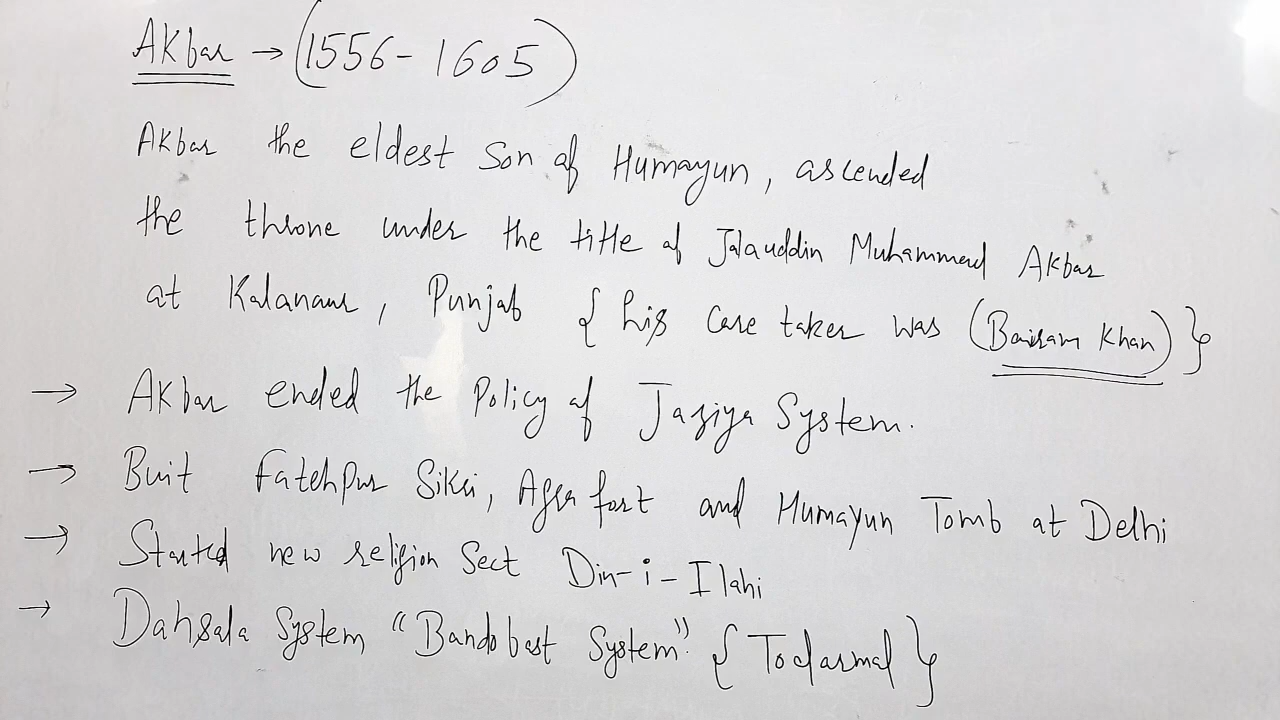 Akbar → (1556 - 1605)
Akbar the eldest son of Humayun, ascended
the throne under the title of Jalauddin Muhammed Akbar
at Kalanaur, Punjab { his care taker was (Bairam Khan) }
→ Akbar ended the Policy of Jaziya System.
→ Buit Fatehpur Sikri, Agra fort and Humayun Tomb at Delhi
→ Started new religion Sect Din-i-Ilahi
→ Dahsala System "Bandobast System" { Todarmal }